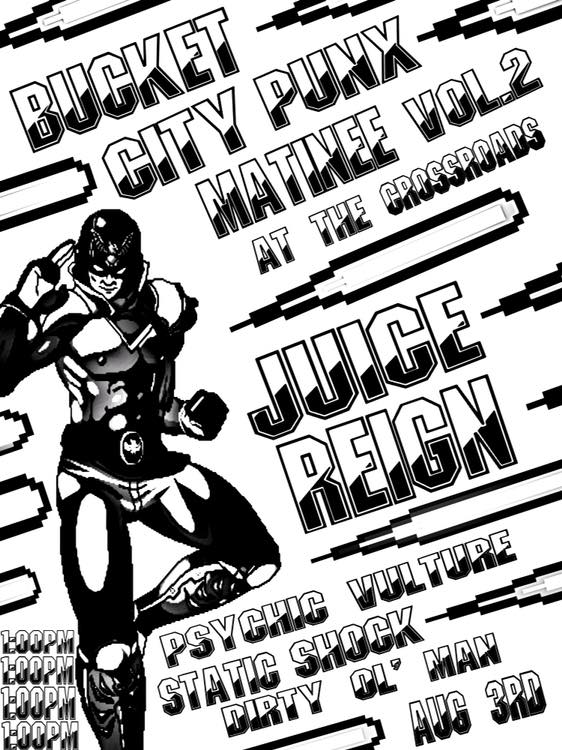 BUCKET
CITY PUNX
MATINEE VOL.2
AT THE CROSSROADS
JUICE
REIGN
PSYCHIC VULTURE
STATIC SHOCK
DIRTY OL' MAN
AUG 3RD
1:00PM
1:00PM
1:00PM
1:00PM